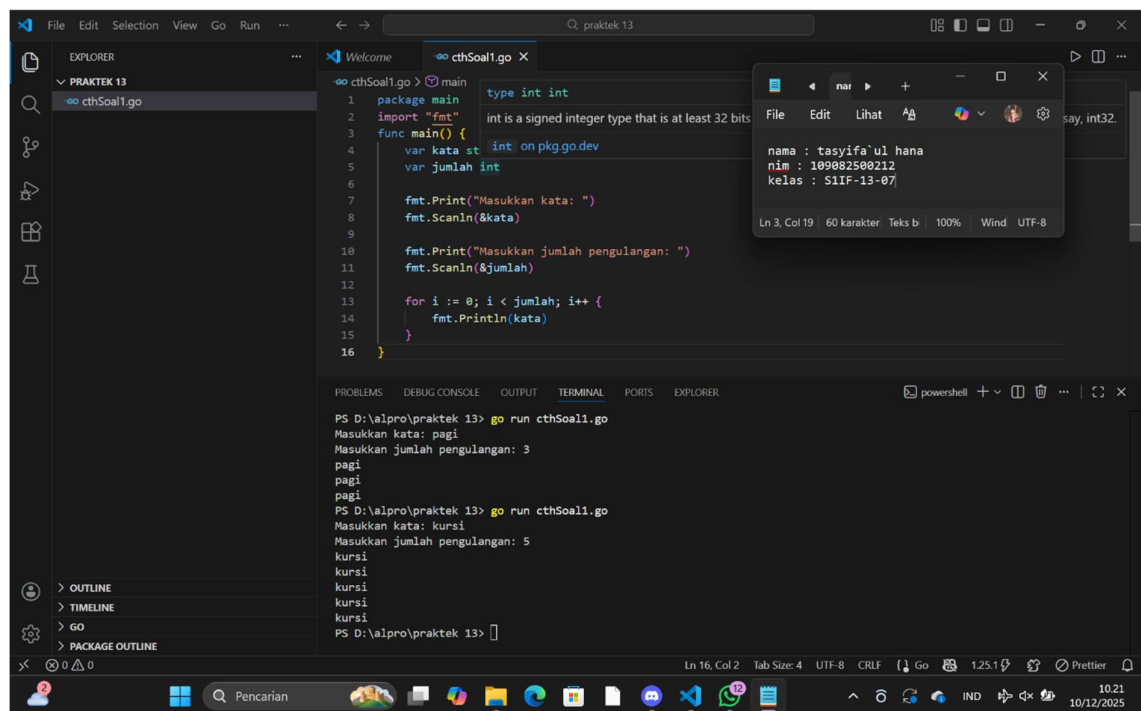 File Edit Selection View Go Run ···
praktek 13
EXPLORER ···
PRAKTEK 13
cthSoal1.go
OUTLINE
TIMELINE
GO
PACKAGE OUTLINE
Welcome cthSoal1.go
cthSoal1.go > main
1 package main
2 import "fmt"
3 func main() {
4 var kata st
5 var jumlah int
6
7 fmt.Print("Masukkan kata: ")
8 fmt.Scanln(&kata)
9
10 fmt.Print("Masukkan jumlah pengulangan: ")
11 fmt.Scanln(&jumlah)
12
13 for i := 0; i < jumlah; i++ {
14 fmt.Println(kata)
15 }
16 }
type int int
int is a signed integer type that is at least 32 bits
say, int32.
int on pkg.go.dev
nar
File Edit Lihat
nama : tasyifa`ul hana
nim : 109082500212
kelas : S1IF-13-07
Ln 3, Col 19 60 karakter Teks bi 100% Wind UTF-8
PROBLEMS DEBUG CONSOLE OUTPUT TERMINAL PORTS EXPLORER
powershell
PS D:\alpro\praktek 13> go run cthSoal1.go
Masukkan kata: pagi
Masukkan jumlah pengulangan: 3
pagi
pagi
pagi
PS D:\alpro\praktek 13> go run cthSoal1.go
Masukkan kata: kursi
Masukkan jumlah pengulangan: 5
kursi
kursi
kursi
kursi
kursi
PS D:\alpro\praktek 13>
0 0
Ln 16, Col 2 Tab Size: 4 UTF-8 CRLF Go 1.25.1 Prettier
2
Pencarian
12
IND
10.21
10/12/2025